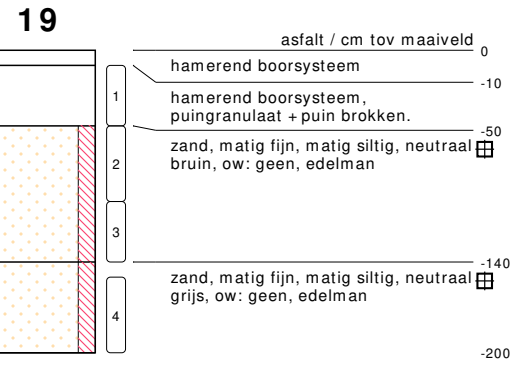 19
asfalt / cm tov maaiveld
0
hamerend boorsysteem
-10
1
hamerend boorsysteem,
puingranulaat + puin brokken.
-50
zand, matig fijn, matig siltig, neutraal
2
bruin, ow: geen, edelman
3
-140
zand, matig fijn, matig siltig, neutraal
grijs, ow: geen, edelman
4
-200